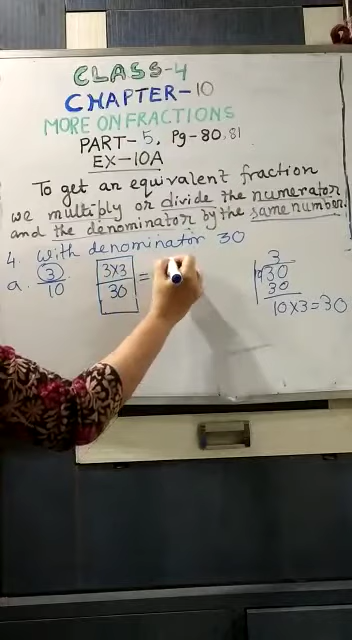 CLASS-4
CHAPTER-10
MORE ON FRACTIONS
PART-5. Pg-80,81
EX-10A
To get an equivalent fraction
we multiply or divide the numerator
and the denominator by the same number.
4. with denominator 30
a. 3/10 3x3/30 =
3
10)30
30
10x3=30